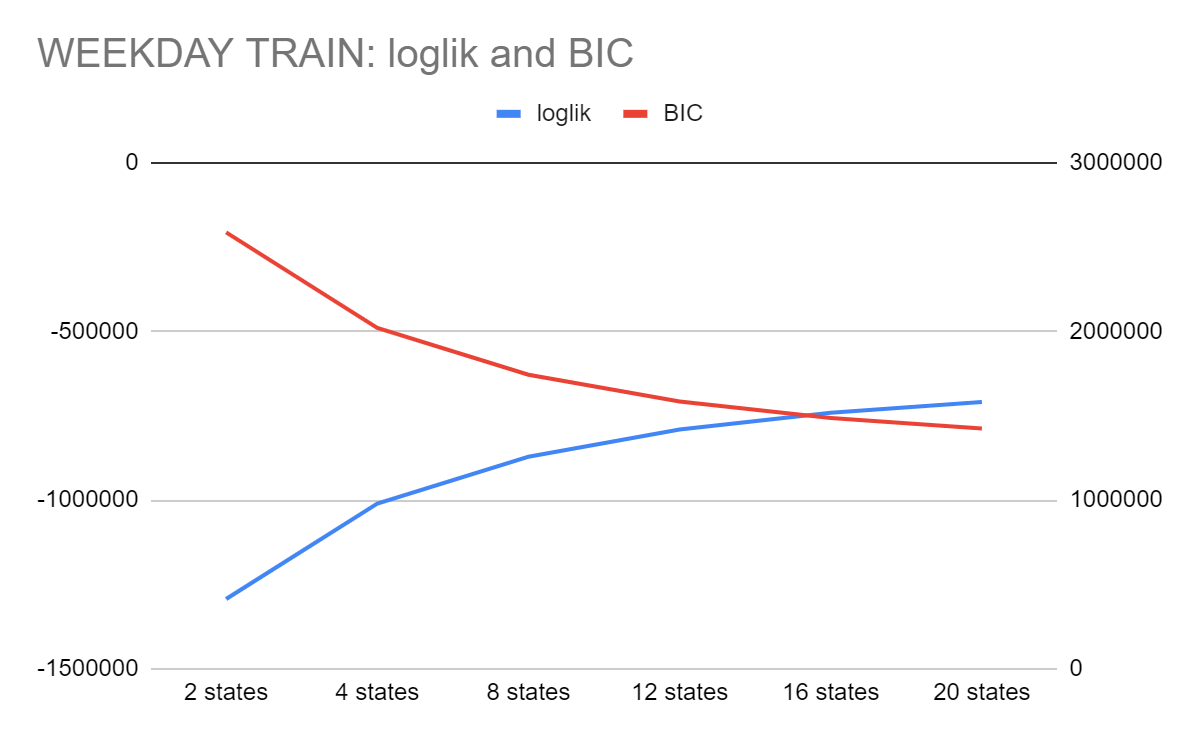 WEEKDAY TRAIN: loglik and BIC
loglik BIC
0 3000000
-500000 2000000
-1000000 1000000
-1500000 0
2 states 4 states 8 states 12 states 16 states 20 states